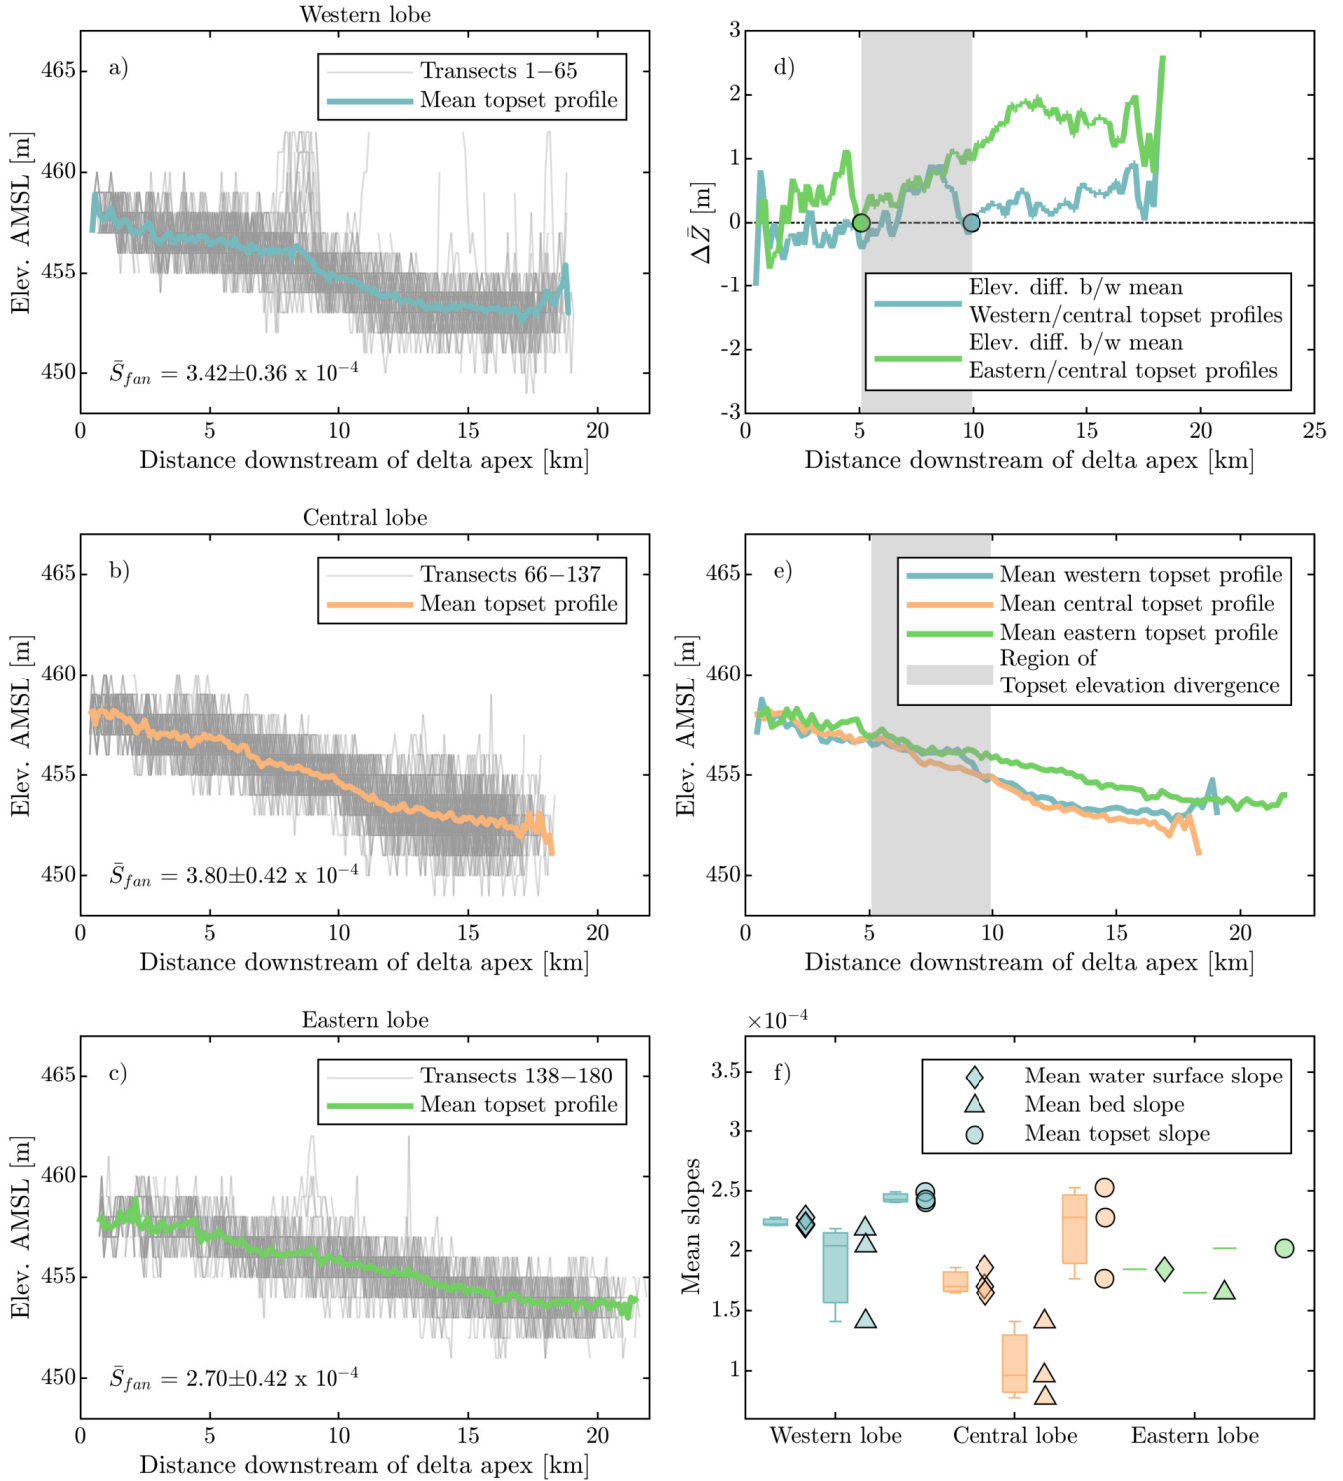 Western lobe
a)
Transects 1–65
Mean topset profile
465
460
455
450
Elev. AMSL [m]
S̄fan = 3.42±0.36 x 10⁻⁴
0 5 10 15 20
Distance downstream of delta apex [km]
d)
3
2
1
0
-1
-2
-3
ΔZ̄ [m]
Elev. diff. b/w mean
Western/central topset profiles
Elev. diff. b/w mean
Eastern/central topset profiles
0 5 10 15 20 25
Distance downstream of delta apex [km]
Central lobe
b)
Transects 66–137
Mean topset profile
465
460
455
450
Elev. AMSL [m]
S̄fan = 3.80±0.42 x 10⁻⁴
0 5 10 15 20
Distance downstream of delta apex [km]
e)
Mean western topset profile
Mean central topset profile
Mean eastern topset profile
Region of
Topset elevation divergence
465
460
455
450
Elev. AMSL [m]
0 5 10 15 20
Distance downstream of delta apex [km]
Eastern lobe
c)
Transects 138–180
Mean topset profile
465
460
455
450
Elev. AMSL [m]
S̄fan = 2.70±0.42 x 10⁻⁴
0 5 10 15 20
Distance downstream of delta apex [km]
×10⁻⁴
f)
Mean water surface slope
Mean bed slope
Mean topset slope
3.5
3
2.5
2
1.5
1
Mean slopes
Western lobe Central lobe Eastern lobe